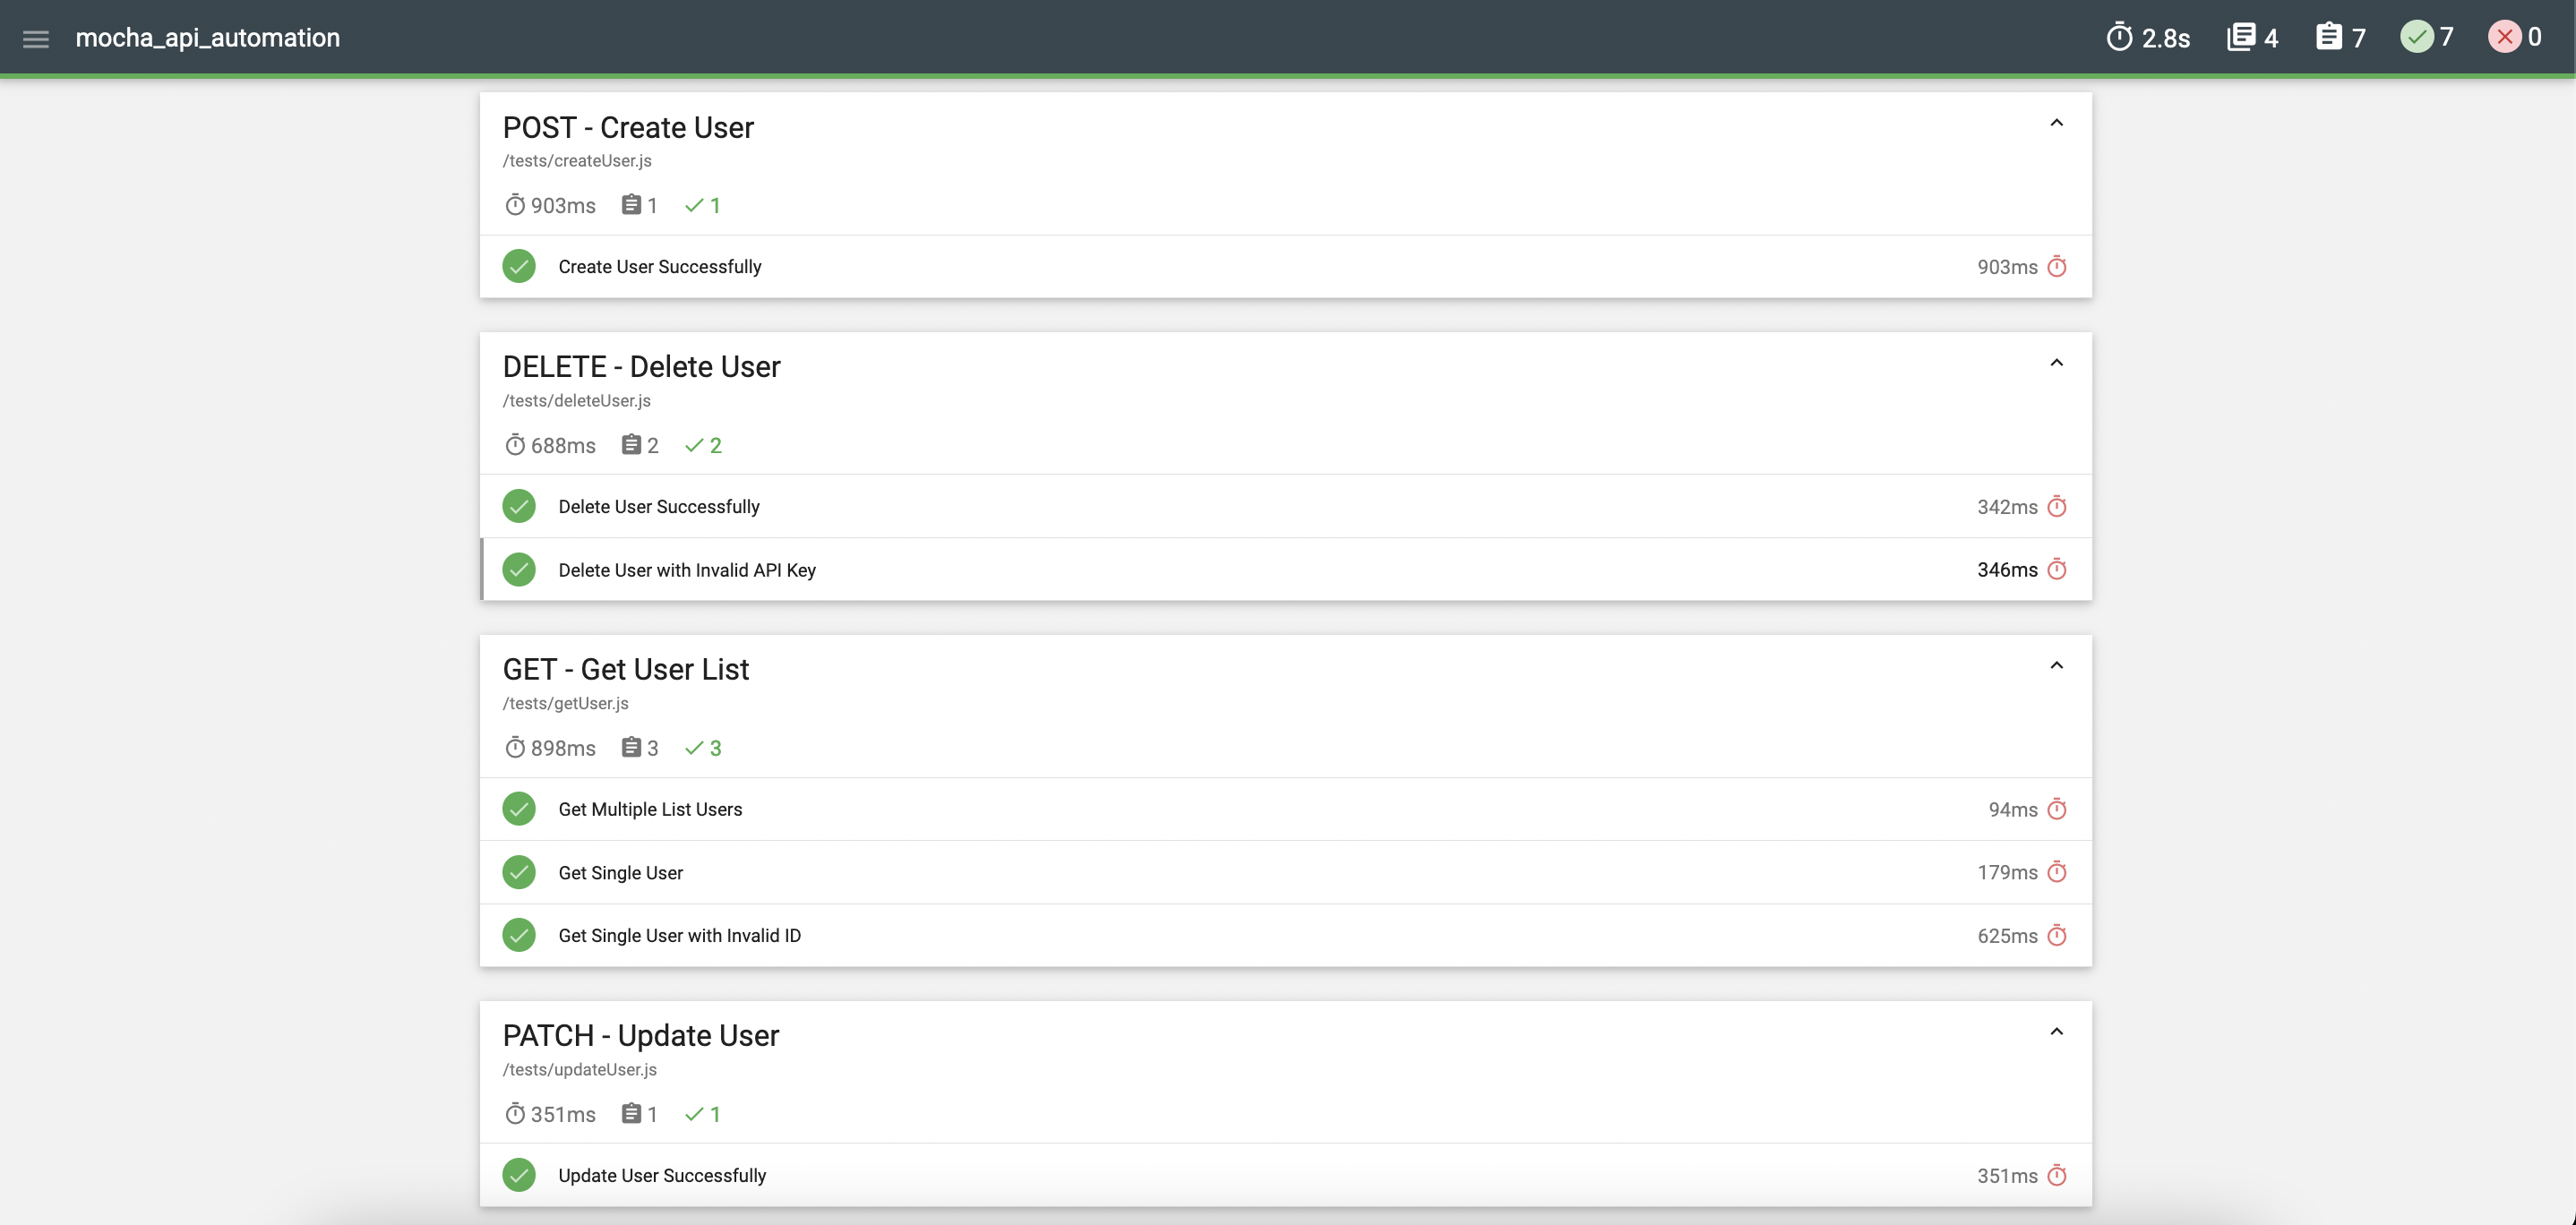 mocha_api_automation
2.8s 4 7 7 0
POST - Create User
/tests/createUser.js
903ms 1 1
Create User Successfully 903ms
DELETE - Delete User
/tests/deleteUser.js
688ms 2 2
Delete User Successfully 342ms
Delete User with Invalid API Key 346ms
GET - Get User List
/tests/getUser.js
898ms 3 3
Get Multiple List Users 94ms
Get Single User 179ms
Get Single User with Invalid ID 625ms
PATCH - Update User
/tests/updateUser.js
351ms 1 1
Update User Successfully 351ms